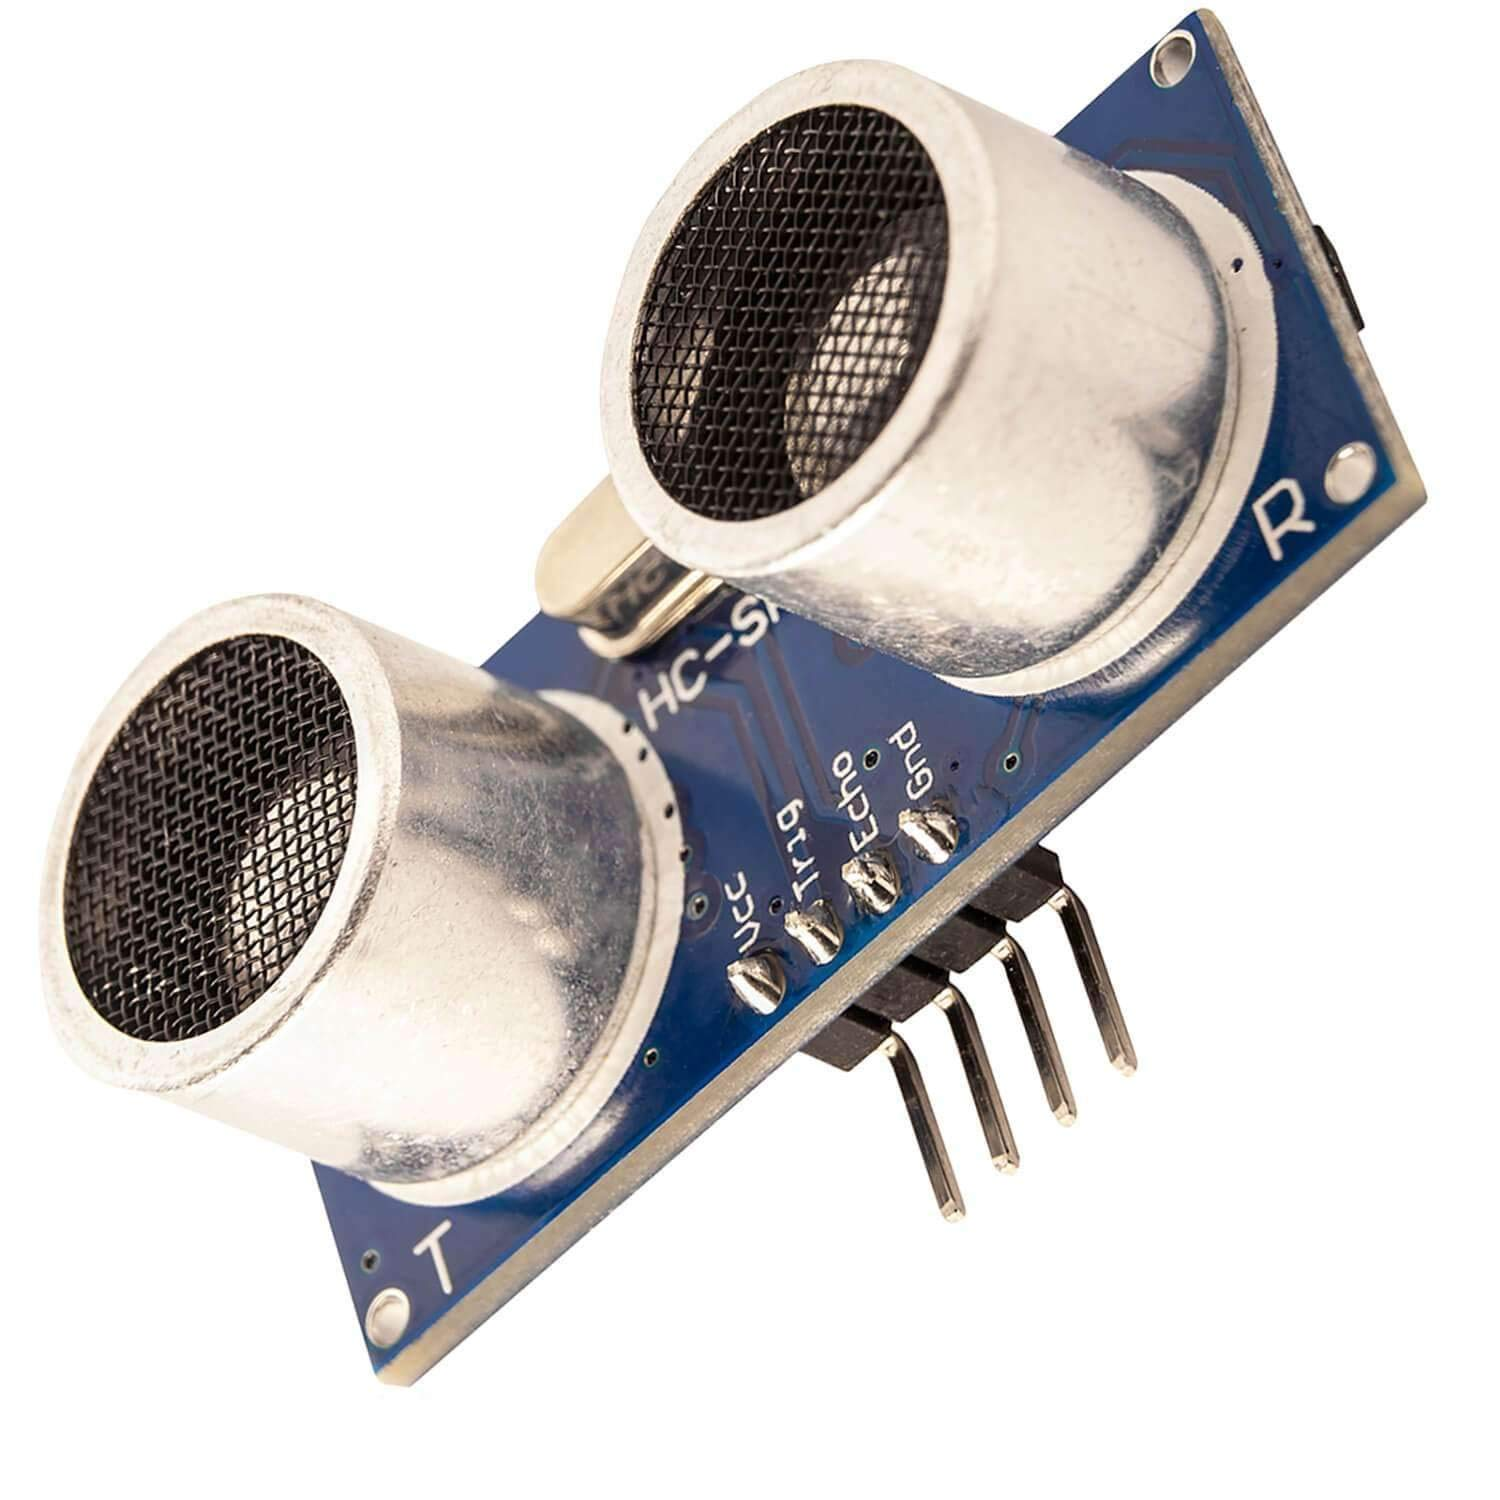 R
HC-S
Gnd
Echo
Trig
Vcc
T